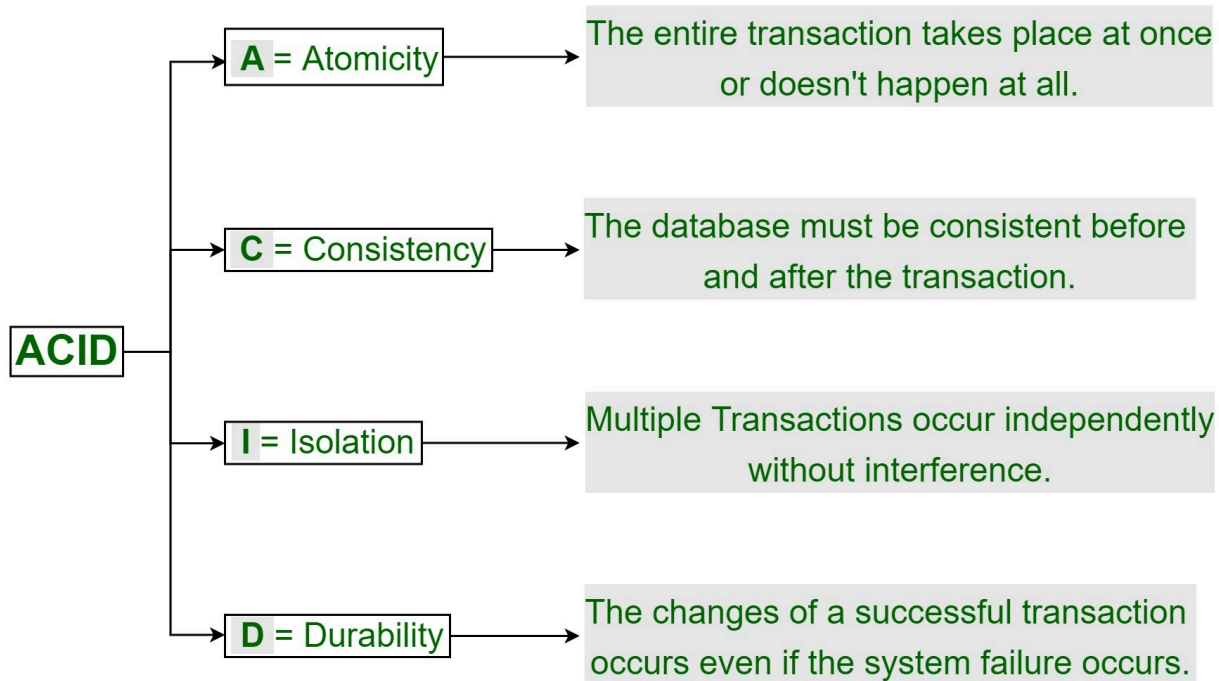 A = Atomicity
The entire transaction takes place at once
or doesn't happen at all.
C = Consistency
The database must be consistent before
and after the transaction.
ACID
I = Isolation
Multiple Transactions occur independently
without interference.
D = Durability
The changes of a successful transaction
occurs even if the system failure occurs.